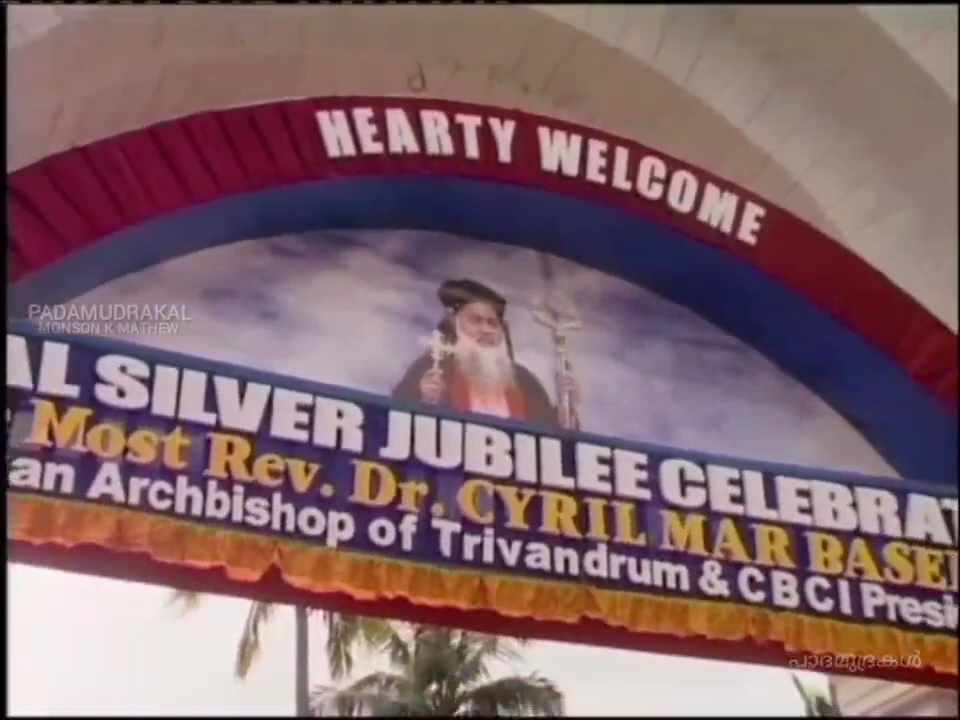 HEARTY WELCOME
PADAMUDRAKAL
MONSON K MATHEW
AL SILVER JUBILEE CELEBRAT
Most Rev. Dr. CYRIL MAR BASE
an Archbishop of Trivandrum & CBCI Presi
പാദമുദ്രകൾ